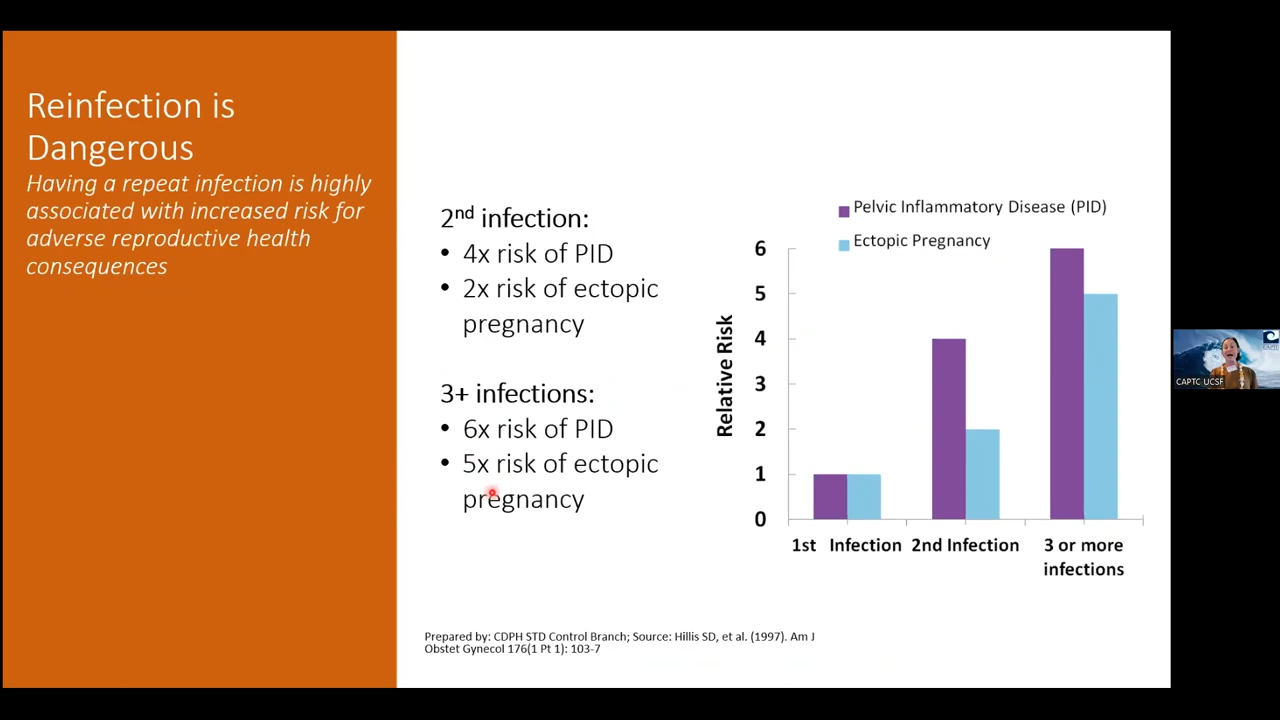 Reinfection is
Dangerous
Having a repeat infection is highly
associated with increased risk for
adverse reproductive health
consequences
2nd infection:
• 4x risk of PID
• 2x risk of ectopic
pregnancy
3+ infections:
• 6x risk of PID
• 5x risk of ectopic
pregnancy
Pelvic Inflammatory Disease (PID)
Ectopic Pregnancy
Relative Risk
6
5
4
3
2
1
0
1st Infection
2nd Infection
3 or more
infections
Prepared by: CDPH STD Control Branch; Source: Hillis SD, et al. (1997). Am J
Obstet Gynecol 176(1 Pt 1): 103-7
CAPTC UCSF